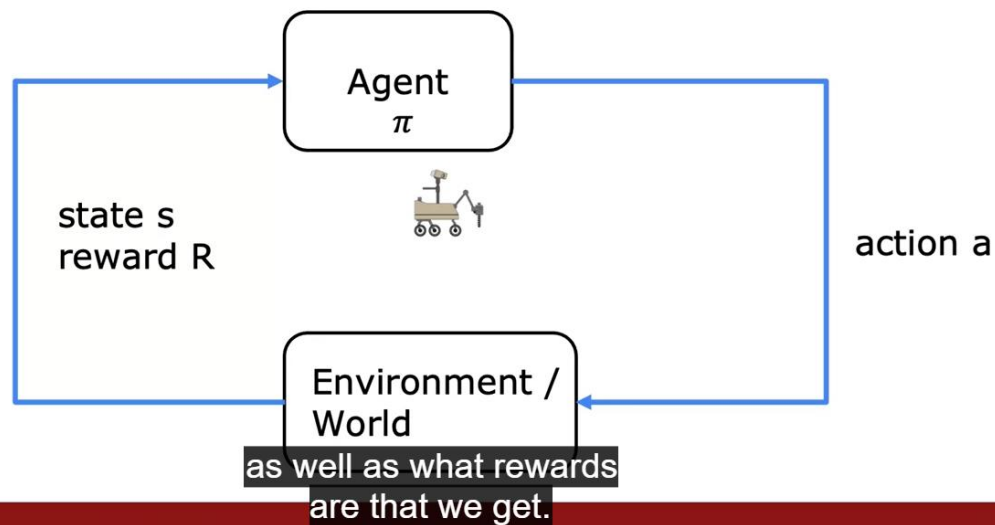 Agent
π
state s
reward R
action a
Environment /
World
as well as what rewards
are that we get.